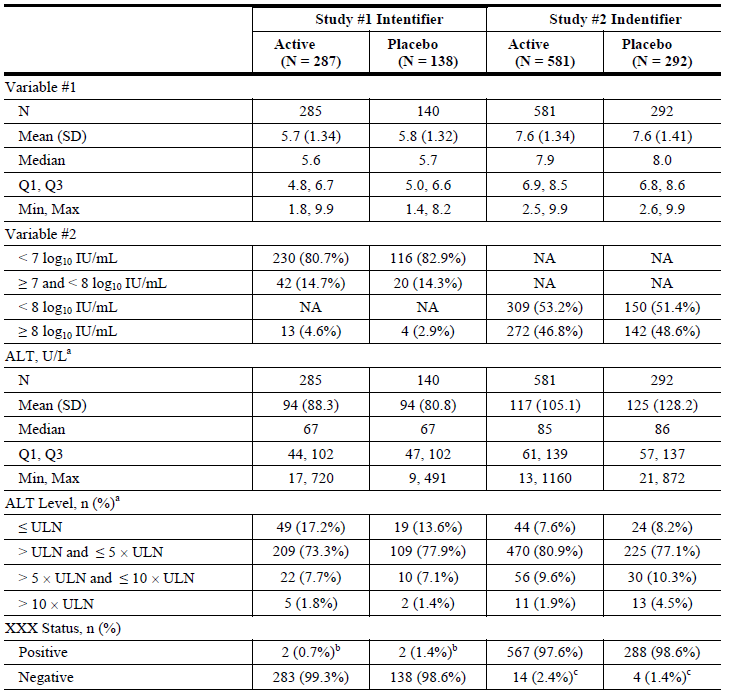 Study #1 Intentifier Study #2 Indentifier
Active Placebo Active Placebo
(N = 287) (N = 138) (N = 581) (N = 292)
Variable #1
N 285 140 581 292
Mean (SD) 5.7 (1.34) 5.8 (1.32) 7.6 (1.34) 7.6 (1.41)
Median 5.6 5.7 7.9 8.0
Q1, Q3 4.8, 6.7 5.0, 6.6 6.9, 8.5 6.8, 8.6
Min, Max 1.8, 9.9 1.4, 8.2 2.5, 9.9 2.6, 9.9
Variable #2
< 7 log10 IU/mL 230 (80.7%) 116 (82.9%) NA NA
≥ 7 and < 8 log10 IU/mL 42 (14.7%) 20 (14.3%) NA NA
< 8 log10 IU/mL NA NA 309 (53.2%) 150 (51.4%)
≥ 8 log10 IU/mL 13 (4.6%) 4 (2.9%) 272 (46.8%) 142 (48.6%)
ALT, U/La
N 285 140 581 292
Mean (SD) 94 (88.3) 94 (80.8) 117 (105.1) 125 (128.2)
Median 67 67 85 86
Q1, Q3 44, 102 47, 102 61, 139 57, 137
Min, Max 17, 720 9, 491 13, 1160 21, 872
ALT Level, n (%)a
≤ ULN 49 (17.2%) 19 (13.6%) 44 (7.6%) 24 (8.2%)
> ULN and ≤ 5 × ULN 209 (73.3%) 109 (77.9%) 470 (80.9%) 225 (77.1%)
> 5 × ULN and ≤ 10 × ULN 22 (7.7%) 10 (7.1%) 56 (9.6%) 30 (10.3%)
> 10 × ULN 5 (1.8%) 2 (1.4%) 11 (1.9%) 13 (4.5%)
XXX Status, n (%)
Positive 2 (0.7%)b 2 (1.4%)b 567 (97.6%) 288 (98.6%)
Negative 283 (99.3%) 138 (98.6%) 14 (2.4%)c 4 (1.4%)c